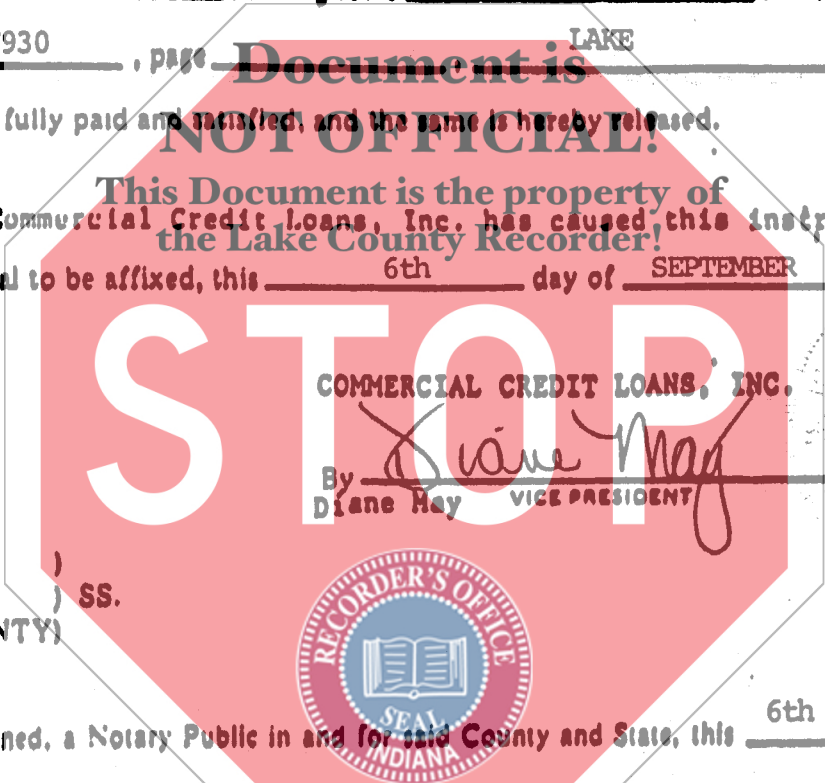 930 , page LAKE
Document is
fully paid and satisfied, and the same is hereby released.
NOT OFFICIAL!
This Document is the property of
Commercial Credit Loans, Inc. has caused this
the Lake County Recorder!
to be affixed, this 6th day of SEPTEMBER
STOP
COMMERCIAL CREDIT LOANS, INC.
Diane May
By
Diane May VICE PRESIDENT
)
) SS.
NTY)
RECORDER'S OFFICE
SEAL
INDIANA
ned, a Notary Public in and for said County and State, this 6th